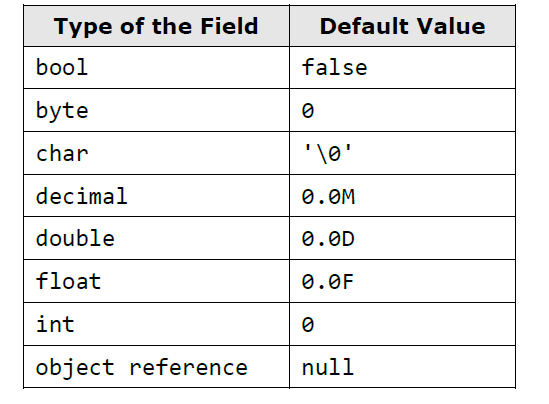 Type of the Field Default Value
bool false
byte 0
char '\0'
decimal 0.0M
double 0.0D
float 0.0F
int 0
object reference null